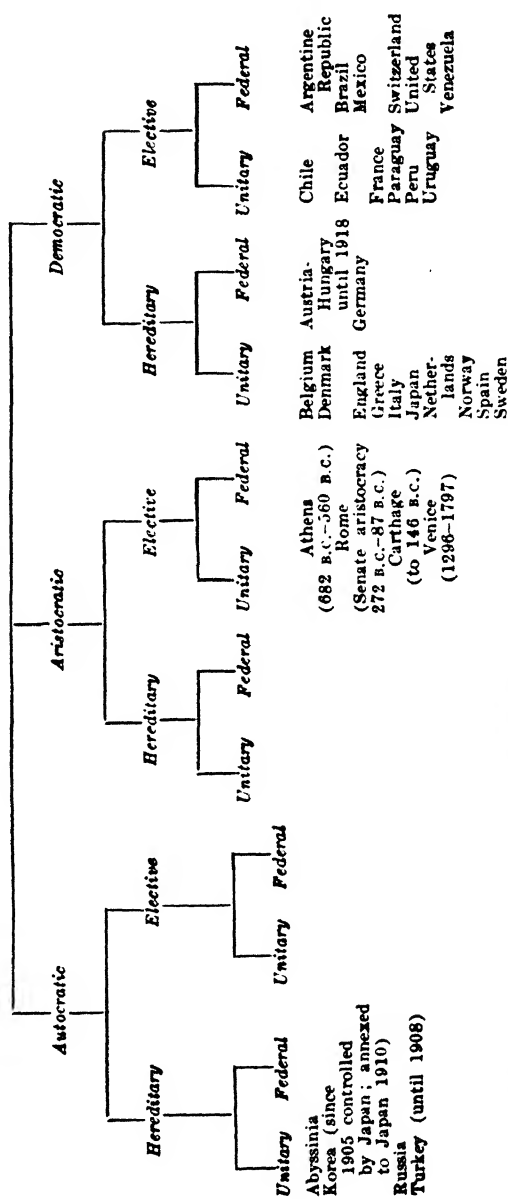 Autocratic Aristocratic Democratic
Hereditary Elective Hereditary Elective Hereditary Elective
Unitary Federal Unitary Federal Unitary Federal Unitary Federal Unitary Federal Unitary Federal
Abyssinia
Korea (since
1905 controlled
by Japan; annexed
to Japan 1910)
Russia
Turkey (until 1908)
Athens
(682 B.C.–560 B.C.)
Rome
(Senate aristocracy
272 B.C.–87 B.C.)
Carthage
(to 146 B.C.)
Venice
(1296–1797)
Belgium
Denmark
England
Greece
Italy
Japan
Nether-
lands
Norway
Spain
Sweden
Austria-
Hungary
until 1918
Germany
Chile
Ecuador
France
Paraguay
Peru
Uruguay
Argentine
Republic
Brazil
Mexico
Switzerland
United
States
Venezuela